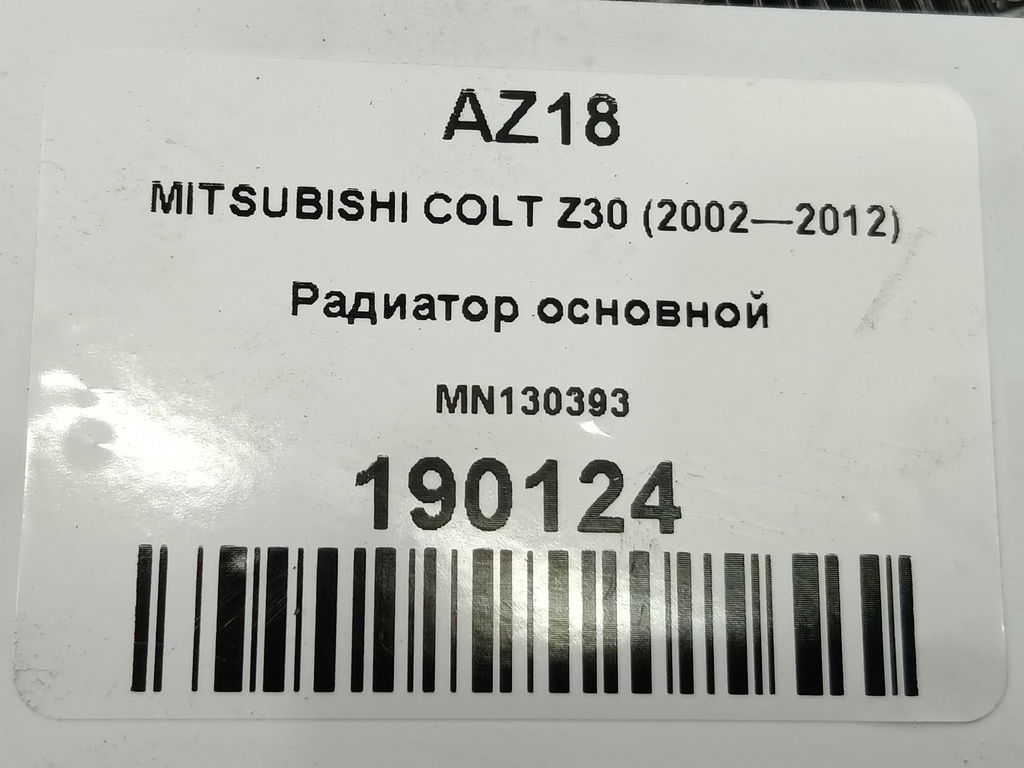 AZ18
MITSUBISHI COLT Z30 (2002—2012)
Радиатор основной
MN130393
190124